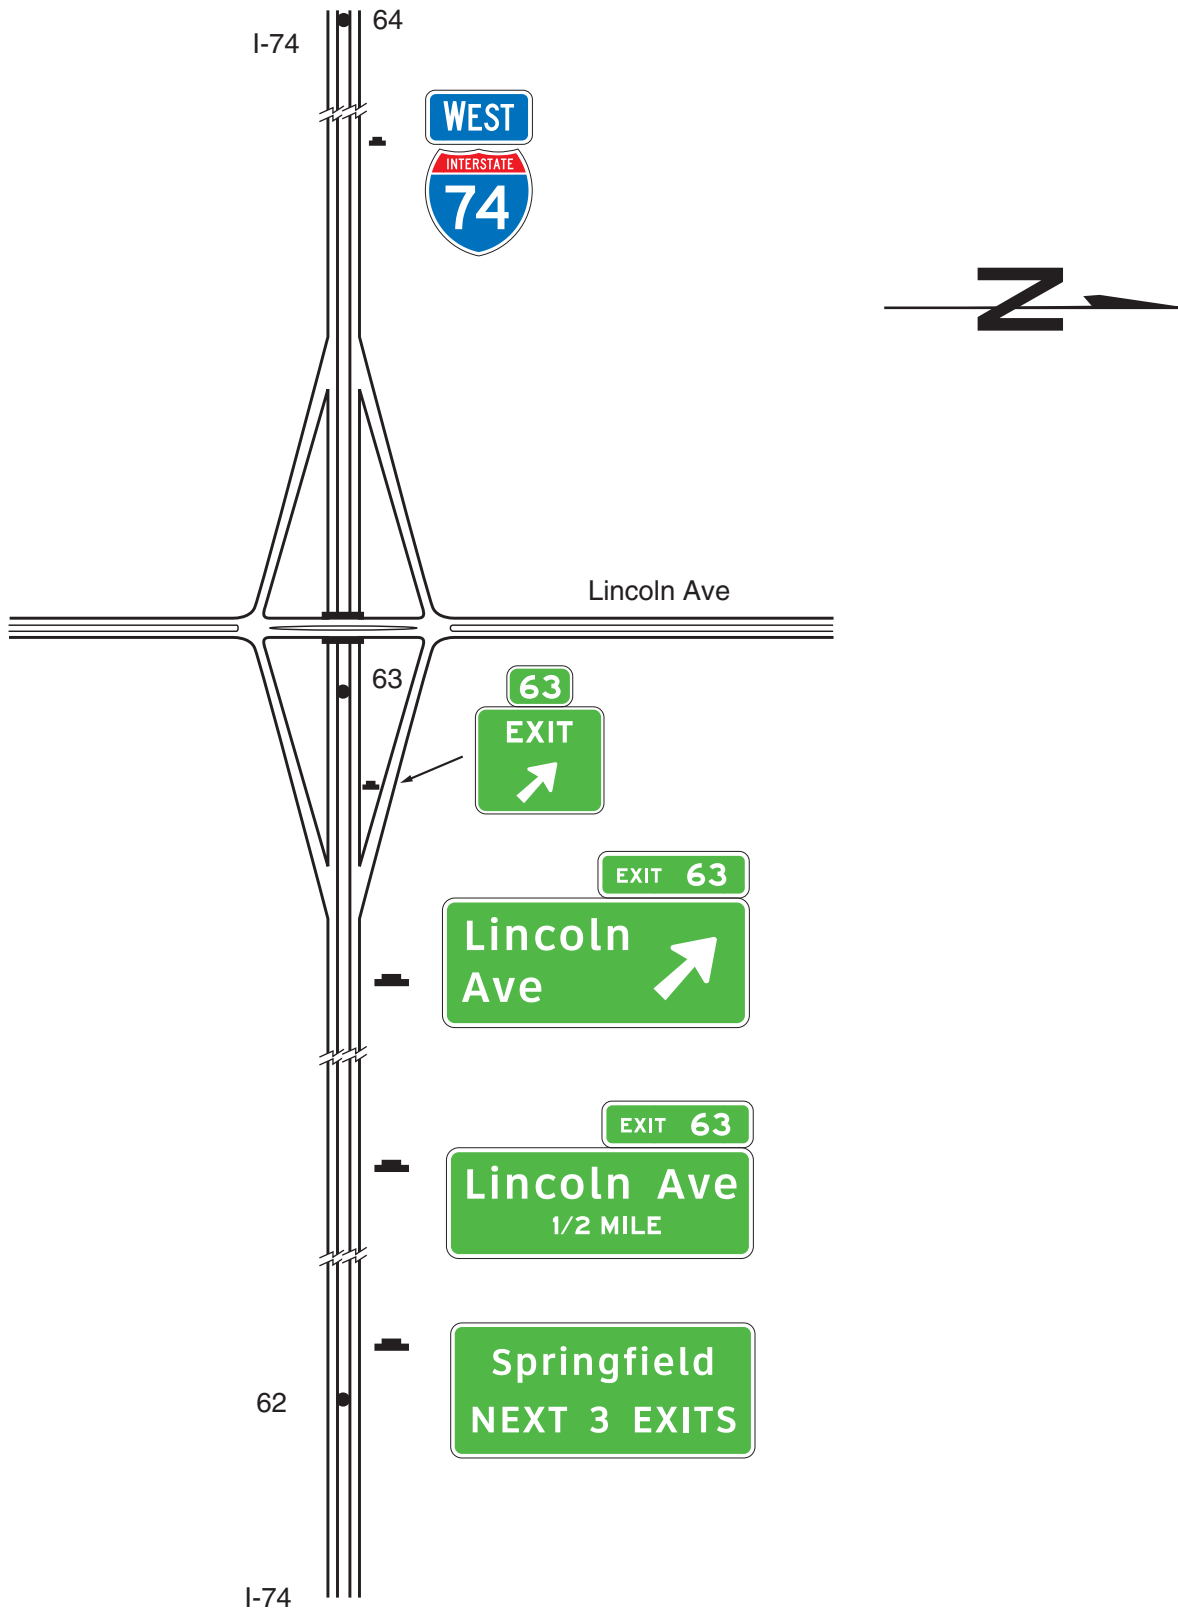 64
I-74
WEST
INTERSTATE
74
N
Lincoln Ave
63
63
EXIT
EXIT 63
Lincoln
Ave
EXIT 63
Lincoln Ave
1/2 MILE
Springfield
NEXT 3 EXITS
62
I-74